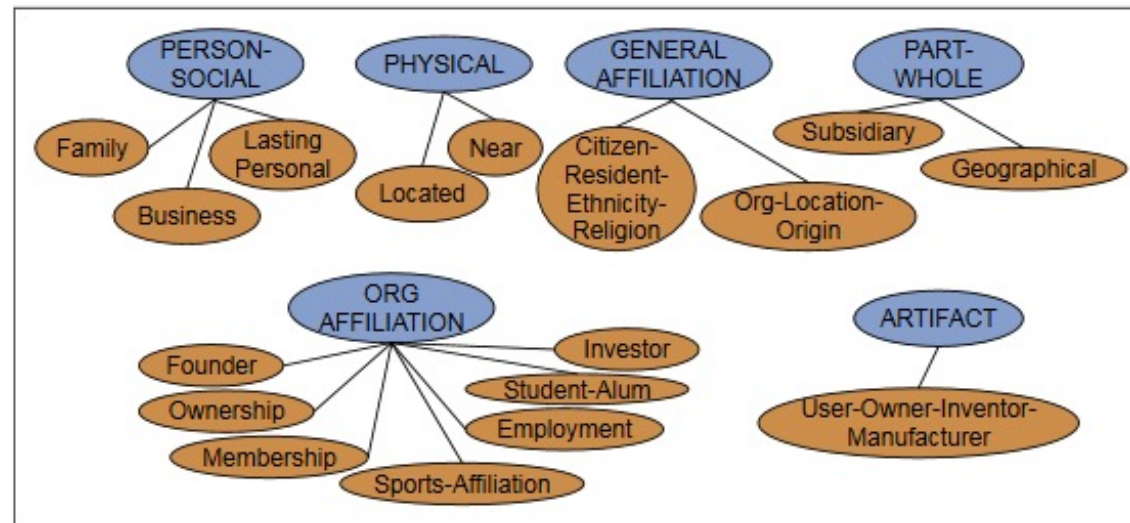 PERSON-
SOCIAL
PHYSICAL
GENERAL
AFFILIATION
PART-
WHOLE
Family
Lasting
Personal
Business
Near
Located
Citizen-
Resident-
Ethnicity-
Religion
Org-Location-
Origin
Subsidiary
Geographical
ORG
AFFILIATION
Founder
Ownership
Membership
Sports-Affiliation
Employment
Student-Alum
Investor
ARTIFACT
User-Owner-Inventor-
Manufacturer